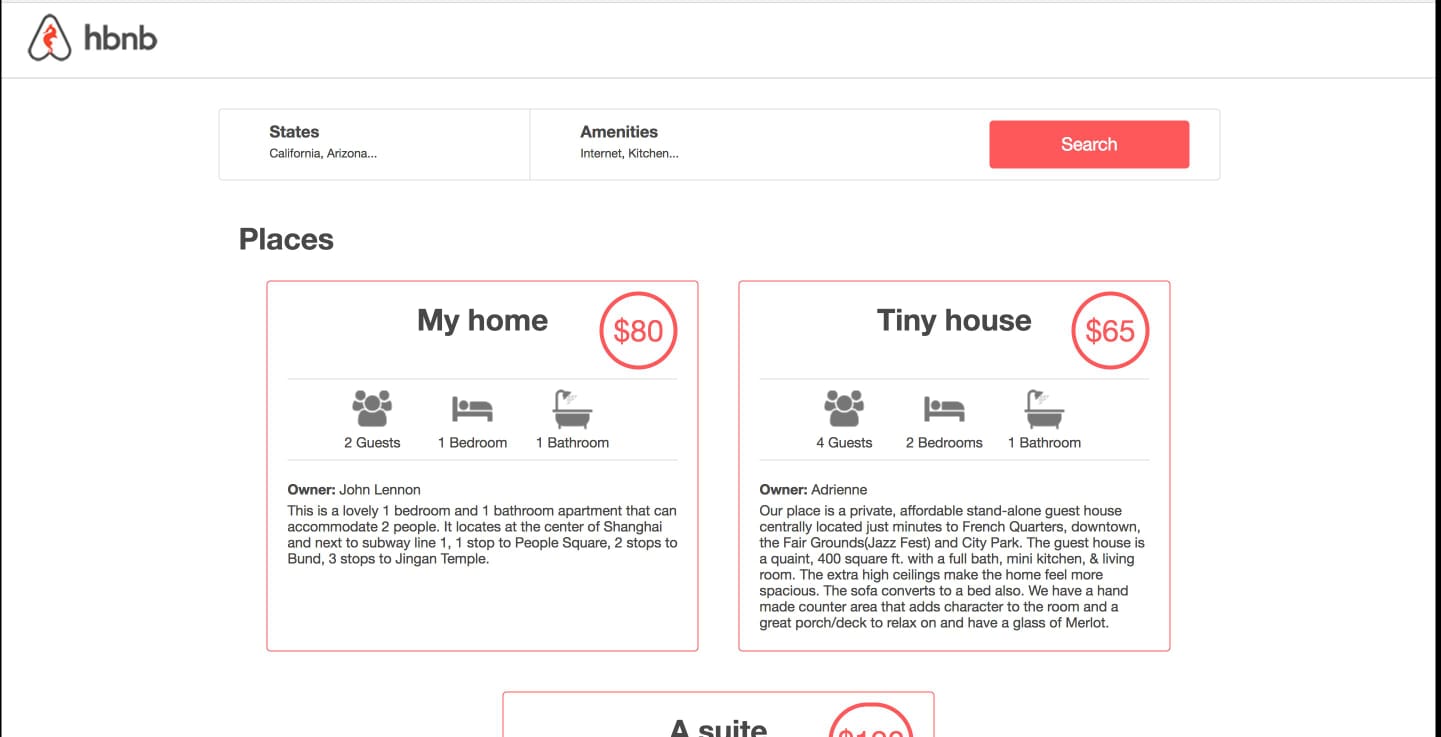 hbnb
States
California, Arizona...
Amenities
Internet, Kitchen...
Search
Places
My home
$80
2 Guests
1 Bedroom
1 Bathroom
Owner: John Lennon
This is a lovely 1 bedroom and 1 bathroom apartment that can
accommodate 2 people. It locates at the center of Shanghai
and next to subway line 1, 1 stop to People Square, 2 stops to
Bund, 3 stops to Jingan Temple.
Tiny house
$65
4 Guests
2 Bedrooms
1 Bathroom
Owner: Adrienne
Our place is a private, affordable stand-alone guest house
centrally located just minutes to French Quarters, downtown,
the Fair Grounds(Jazz Fest) and City Park. The guest house is
a quaint, 400 square ft. with a full bath, mini kitchen, & living
room. The extra high ceilings make the home feel more
spacious. The sofa converts to a bed also. We have a hand
made counter area that adds character to the room and a
great porch/deck to relax on and have a glass of Merlot.
A suite